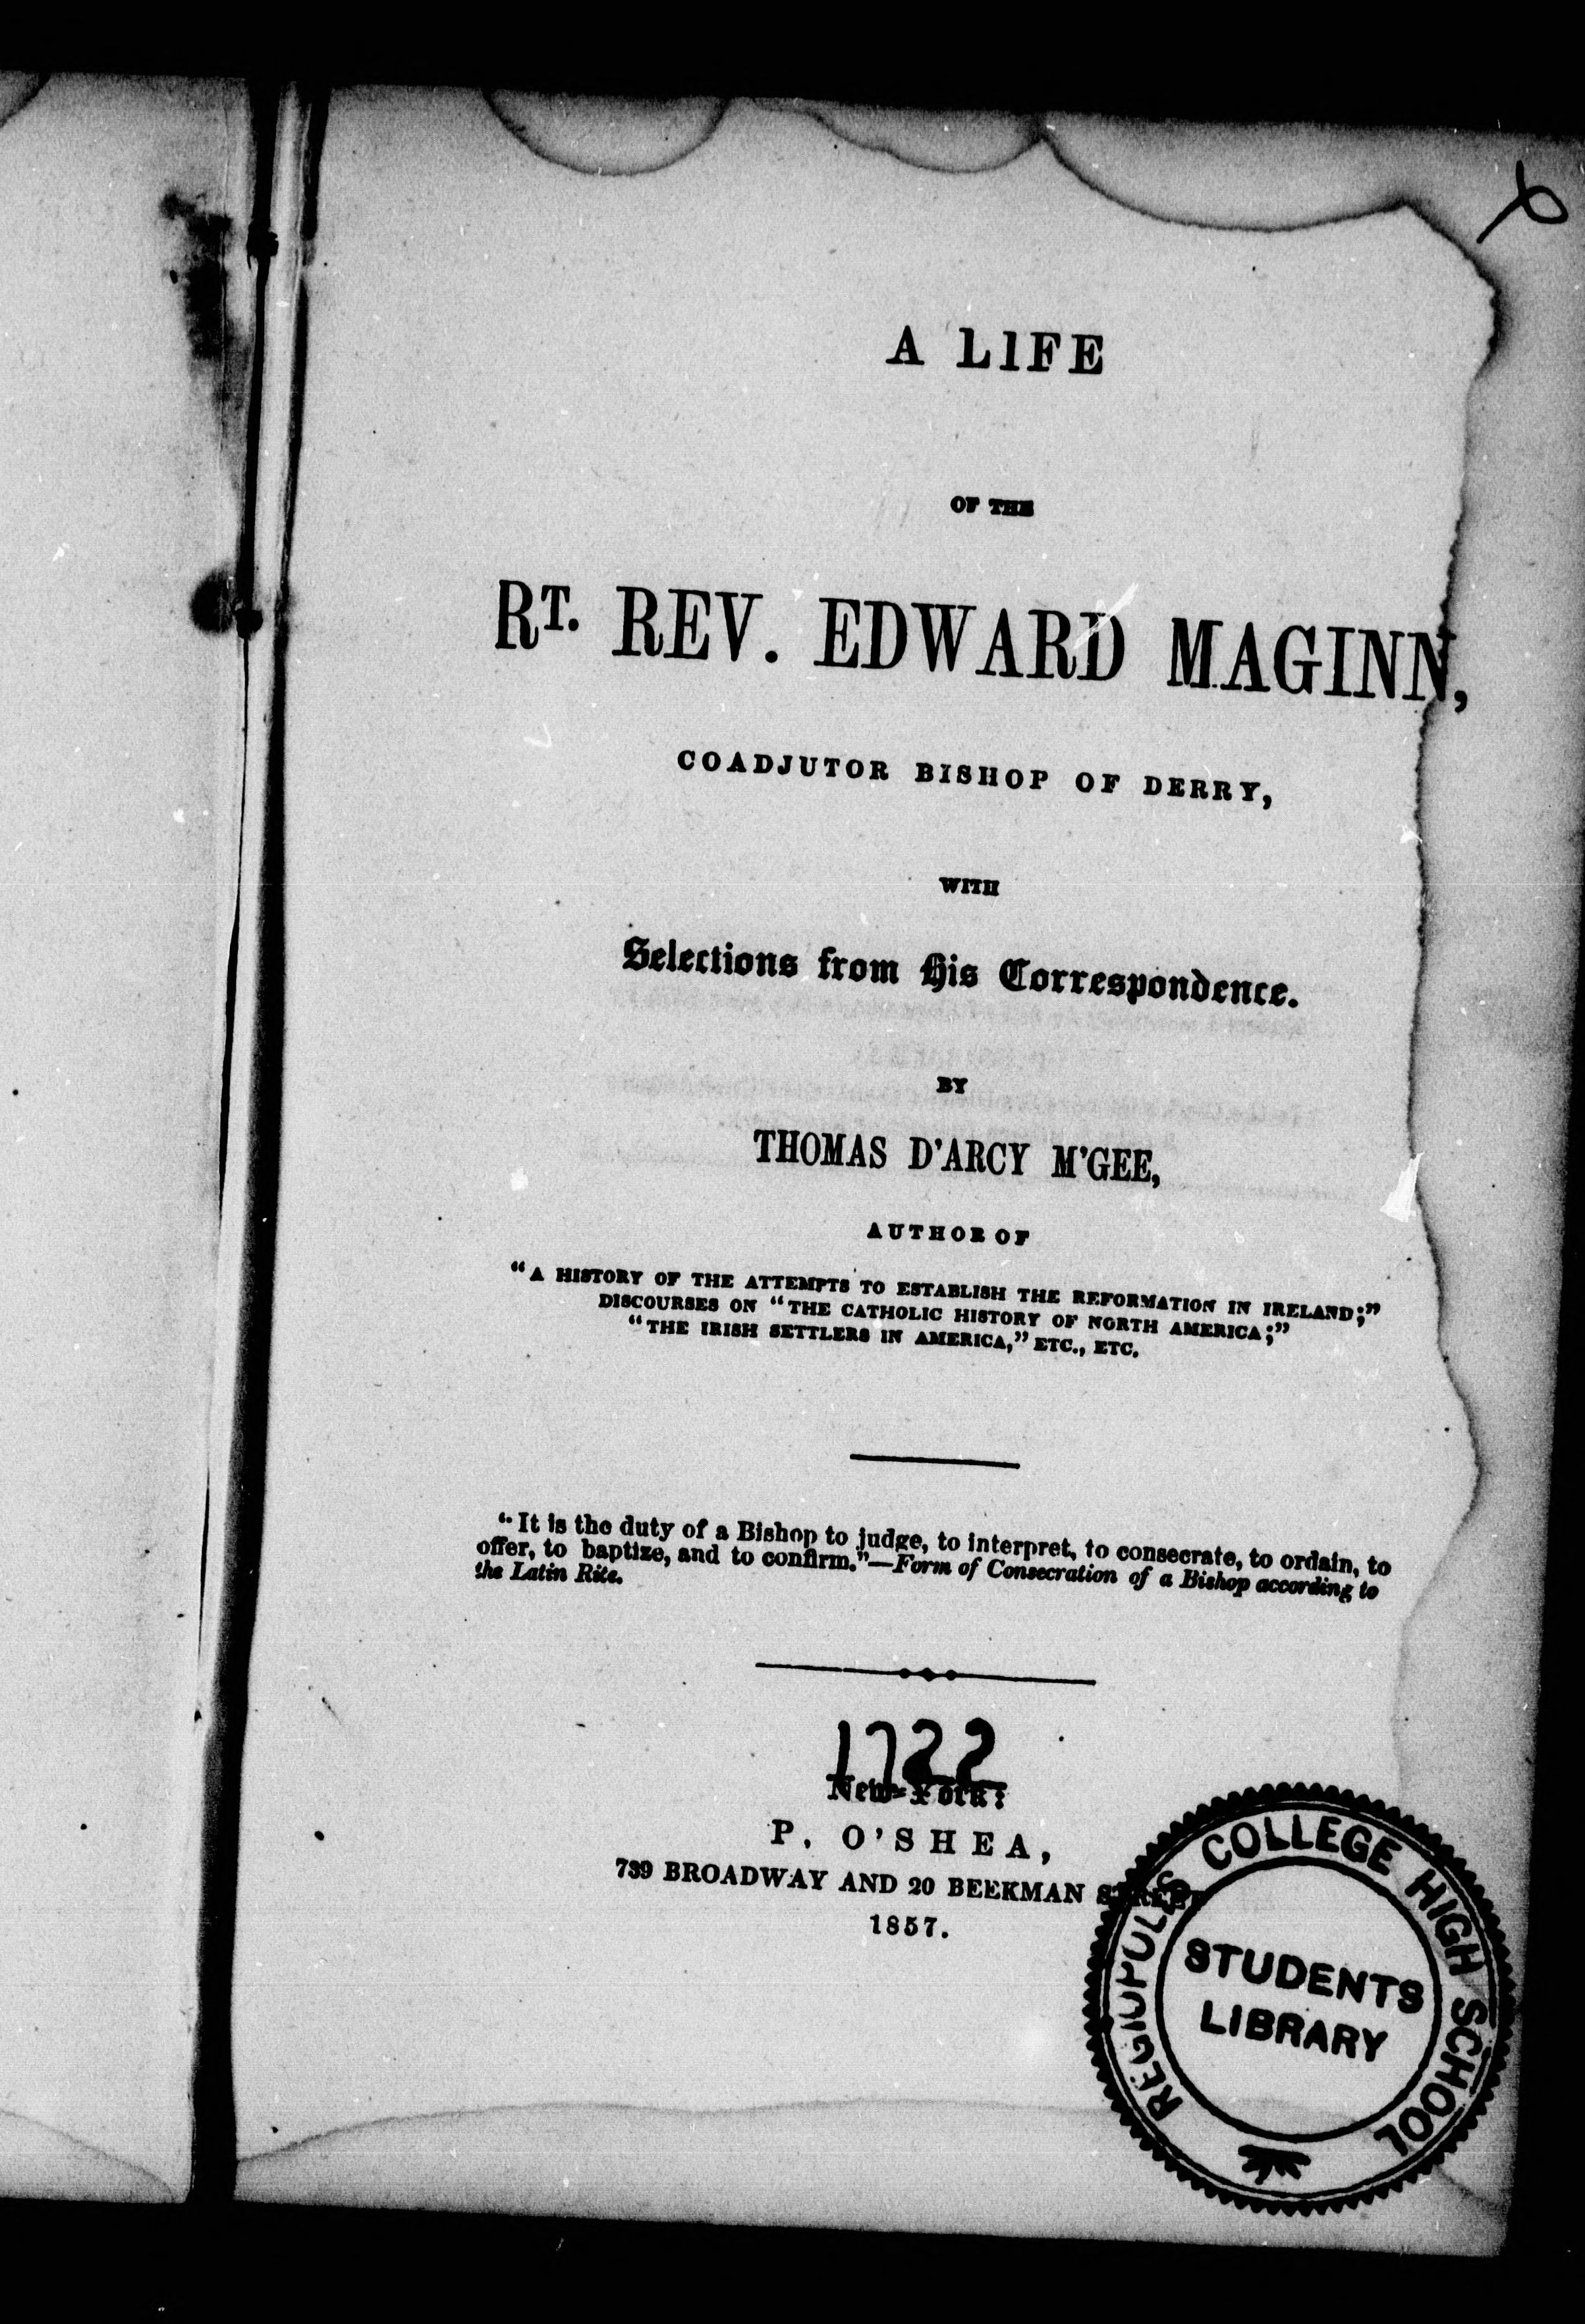 A LIFE
OF THE
RT. REV. EDWARD MAGINN,
COADJUTOR BISHOP OF DERRY,
WITH
Selections from His Correspondence.
BY
THOMAS D'ARCY M'GEE,
AUTHOR OF
"A HISTORY OF THE ATTEMPTS TO ESTABLISH THE REFORMATION IN IRELAND;"
DISCOURSES ON "THE CATHOLIC HISTORY OF NORTH AMERICA;"
"THE IRISH SETTLERS IN AMERICA," ETC., ETC.
"It is the duty of a Bishop to judge, to interpret, to consecrate, to ordain, to
offer, to baptize, and to confirm."—Form of Consecration of a Bishop according to
the Latin Rite.
1722
New-York:
P. O'SHEA,
739 BROADWAY AND 20 BEEKMAN STREET
1857.
REGIOPOLIS COLLEGE HIGH SCHOOL
STUDENTS
LIBRARY